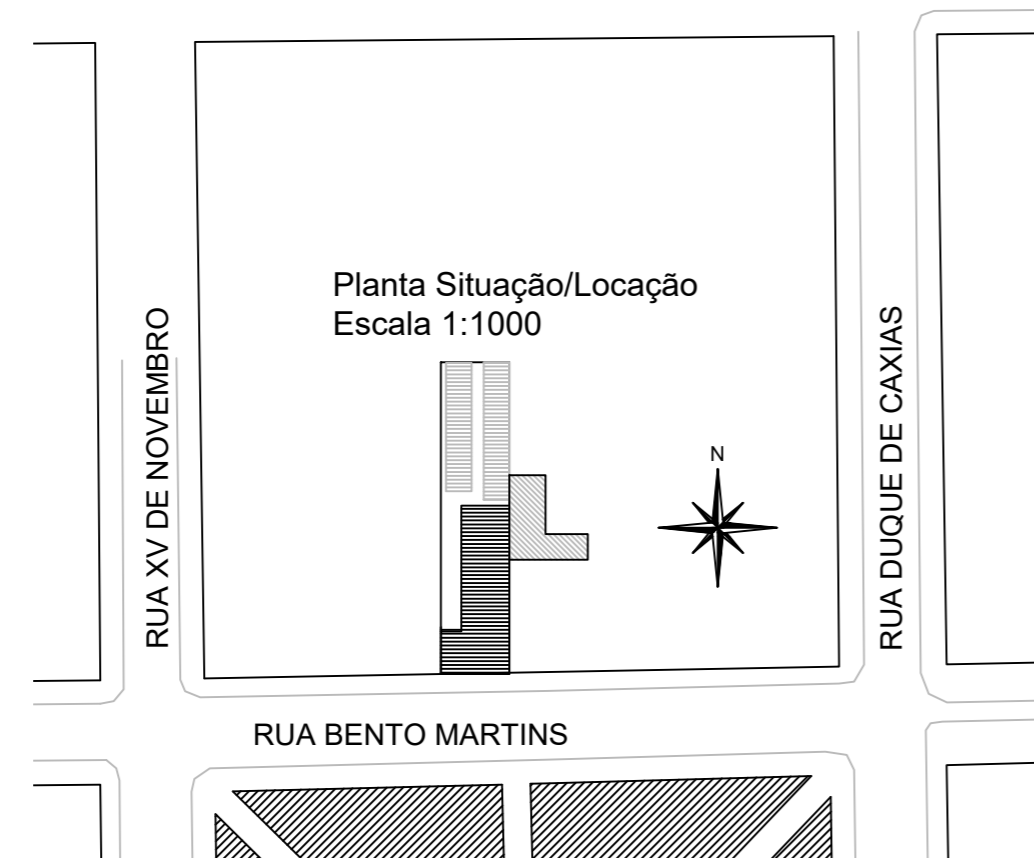 Planta Situação/Locação
Escala 1:1000
RUA XV DE NOVEMBRO
RUA DUQUE DE CAXIAS
N
RUA BENTO MARTINS